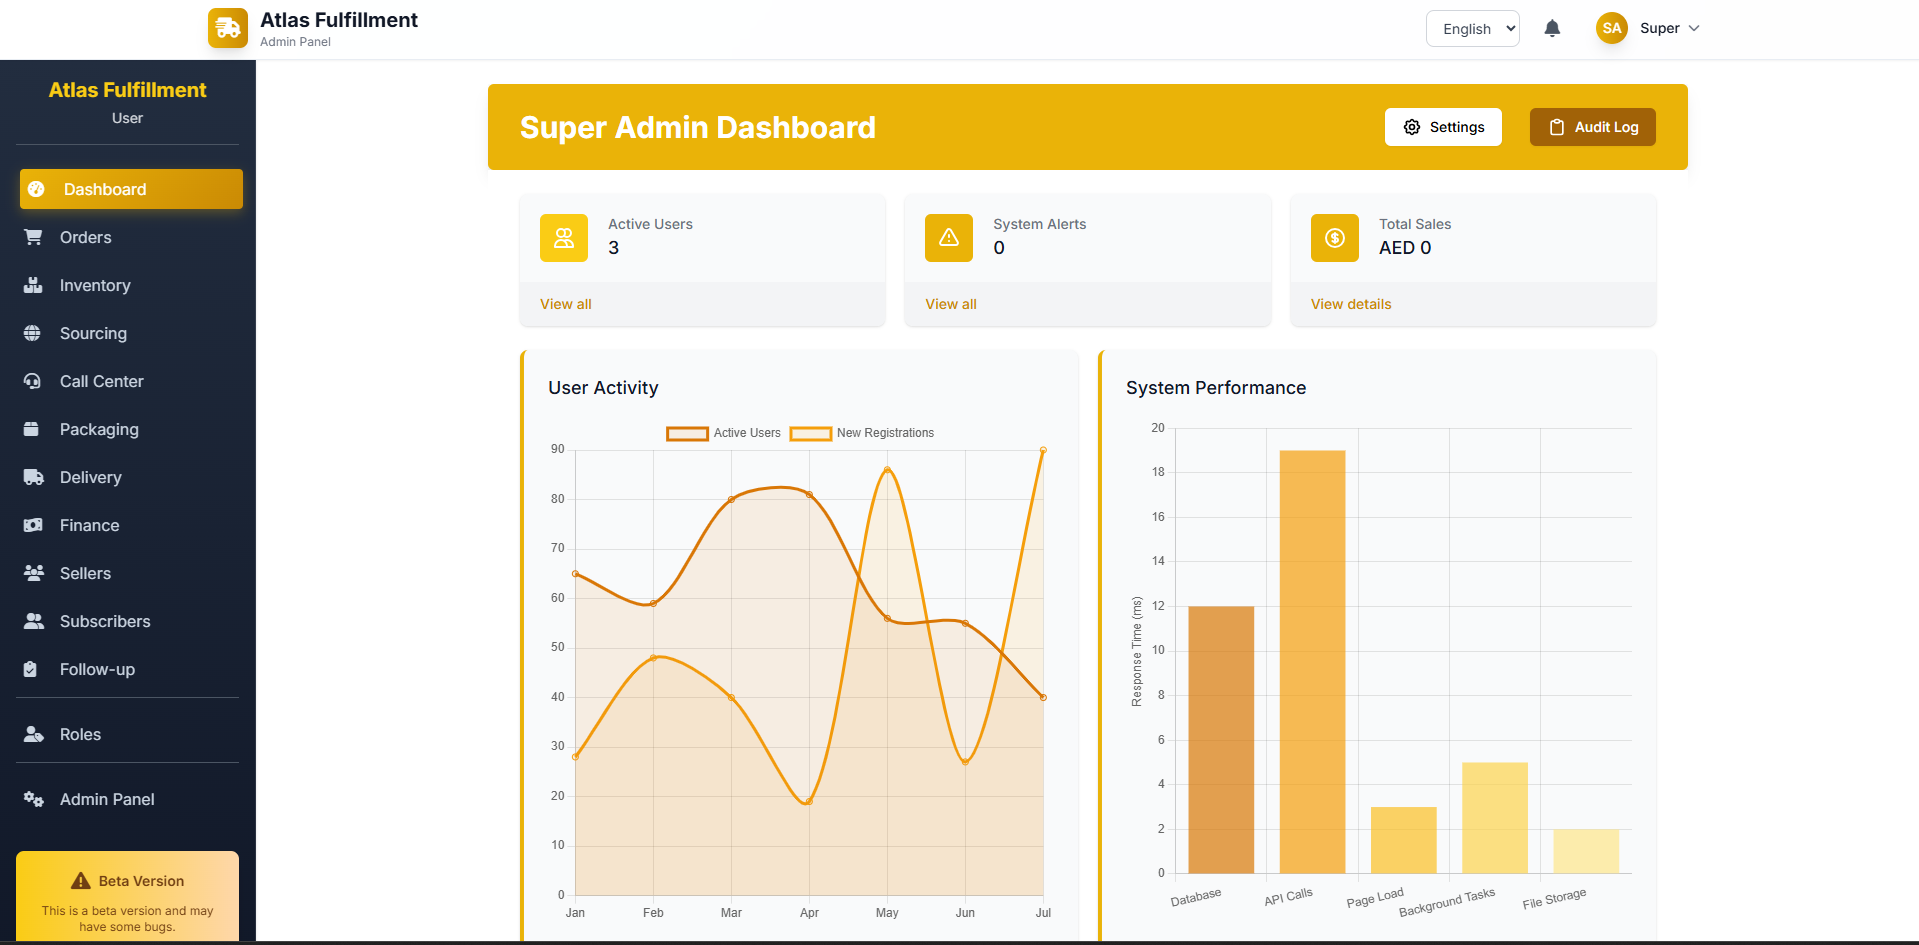 Atlas Fulfillment
Admin Panel
English
SA
Super
Atlas Fulfillment
User
Dashboard
Orders
Inventory
Sourcing
Call Center
Packaging
Delivery
Finance
Sellers
Subscribers
Follow-up
Roles
Admin Panel
Beta Version
This is a beta version and may
have some bugs.
Super Admin Dashboard
Settings
Audit Log
Active Users
3
View all
System Alerts
0
View all
Total Sales
AED 0
View details
User Activity
Active Users
New Registrations
90
80
70
60
50
40
30
20
10
0
Jan Feb Mar Apr May Jun Jul
System Performance
Response Time (ms)
20
18
16
14
12
10
8
6
4
2
0
Database API Calls Page Load Background Tasks File Storage